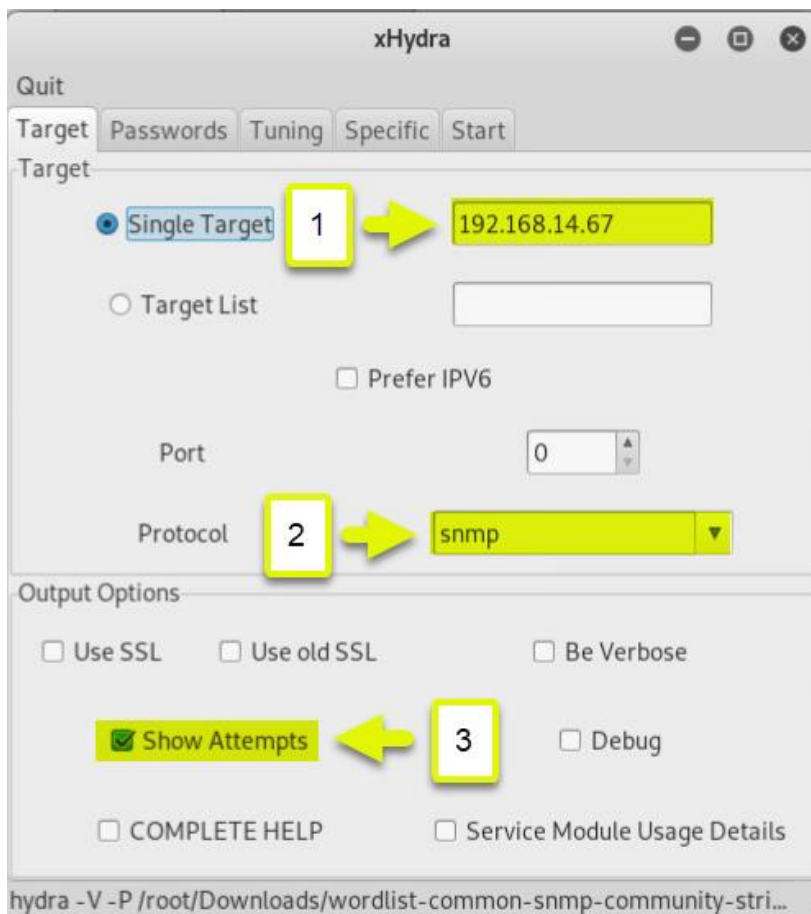 xHydra
Quit
Target Passwords Tuning Specific Start
Target
Single Target 1 192.168.14.67
Target List
Prefer IPV6
Port 0
Protocol 2 snmp
Output Options
Use SSL Use old SSL Be Verbose
Show Attempts 3 Debug
COMPLETE HELP Service Module Usage Details
hydra -V -P /root/Downloads/wordlist-common-snmp-community-stri...